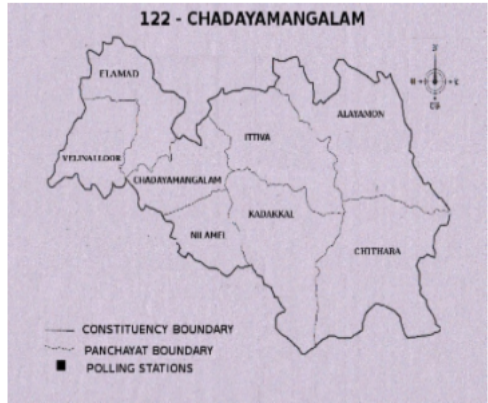 122 - CHADAYAMANGALAM
ELAMAD
ALAYAMON
ITTIVA
VELINALLOOR
CHADAYAMANGALAM
KADAKKAL
NILAMEL
CHITHARA
CONSTITUENCY BOUNDARY
PANCHAYAT BOUNDARY
POLLING STATIONS